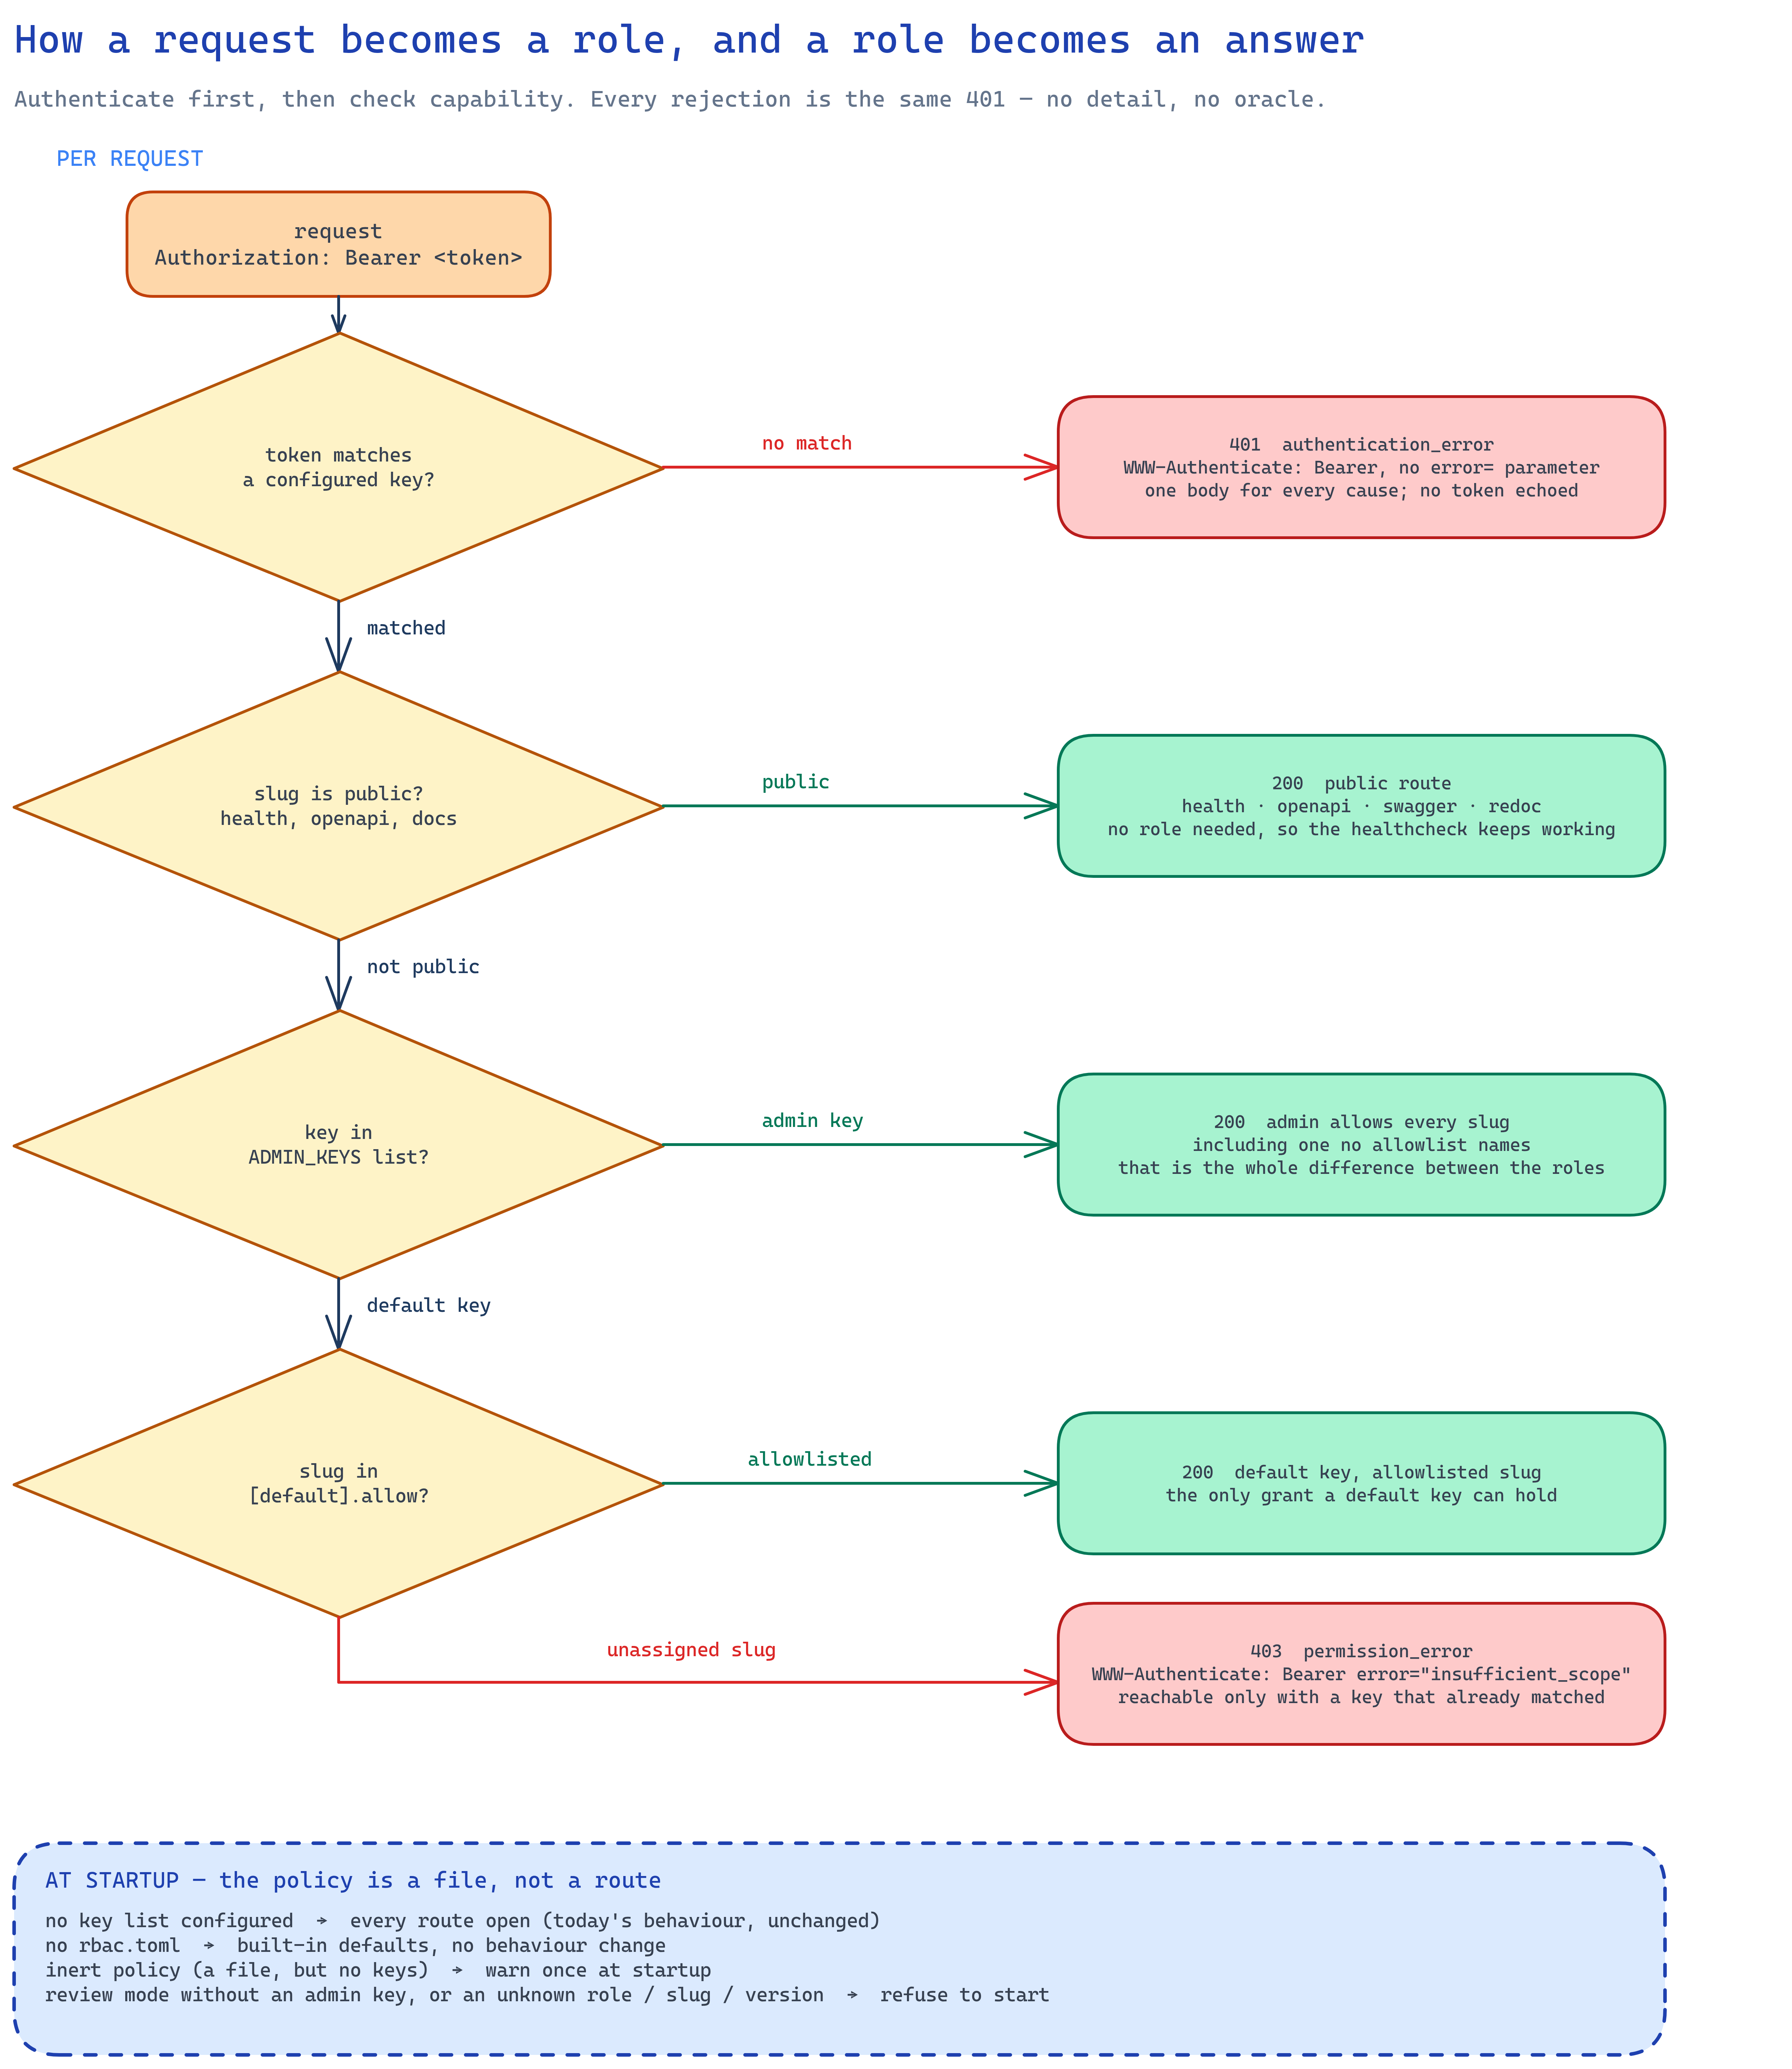 How a request becomes a role, and a role becomes an answer
Authenticate first, then check capability. Every rejection is the same 401 — no detail, no oracle.
PER REQUEST
request
Authorization: Bearer <token>
token matches
a configured key?
no match
401  authentication_error
WWW-Authenticate: Bearer, no error= parameter
one body for every cause; no token echoed
matched
slug is public?
health, openapi, docs
public
200  public route
health · openapi · swagger · redoc
no role needed, so the healthcheck keeps working
not public
key in
ADMIN_KEYS list?
admin key
200  admin allows every slug
including one no allowlist names
that is the whole difference between the roles
default key
slug in
[default].allow?
allowlisted
200  default key, allowlisted slug
the only grant a default key can hold
unassigned slug
403  permission_error
WWW-Authenticate: Bearer error="insufficient_scope"
reachable only with a key that already matched
AT STARTUP — the policy is a file, not a route
no key list configured  →  every route open (today's behaviour, unchanged)
no rbac.toml  →  built-in defaults, no behaviour change
inert policy (a file, but no keys)  →  warn once at startup
review mode without an admin key, or an unknown role / slug / version  →  refuse to start